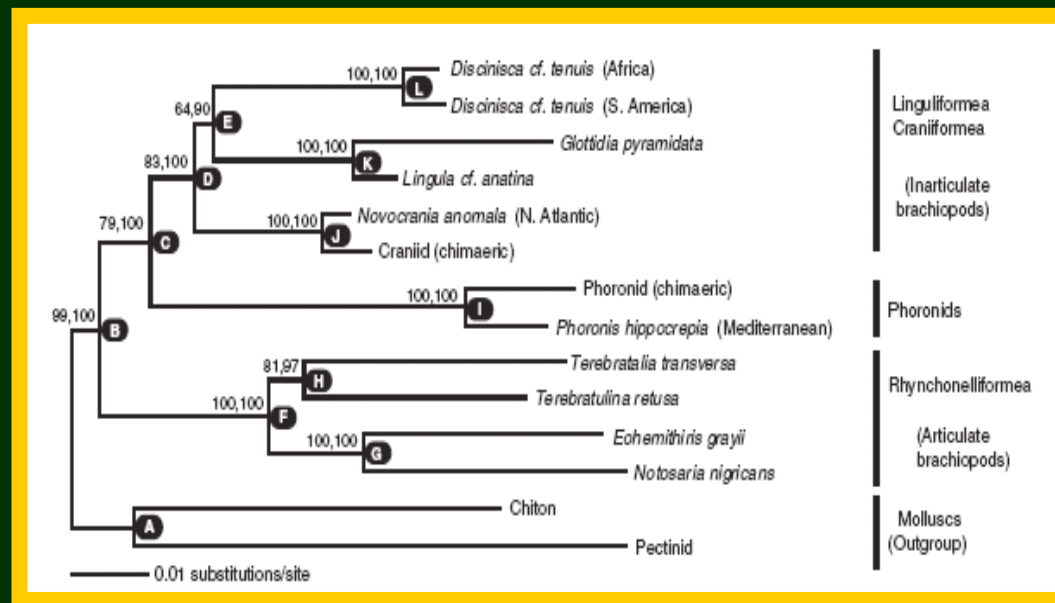 100,100
L
Discinisca cf. tenuis (Africa)
Discinisca cf. tenuis (S. America)
64,90
E
100,100
K
Glottidia pyramidata
Lingula cf. anatina
83,100
D
100,100
J
Novocrania anomala (N. Atlantic)
Craniid (chimaeric)
Linguliformea
Craniiformea
(Inarticulate
brachiopods)
79,100
C
100,100
I
Phoronid (chimaeric)
Phoronis hippocrepia (Mediterranean)
Phoronids
99,100
B
81,97
H
Terebratalia transversa
Terebratulina retusa
100,100
F
100,100
G
Eohemithiris grayii
Notosaria nigricans
Rhynchonelliformea
(Articulate
brachiopods)
A
Chiton
Pectinid
Molluscs
(Outgroup)
0.01 substitutions/site